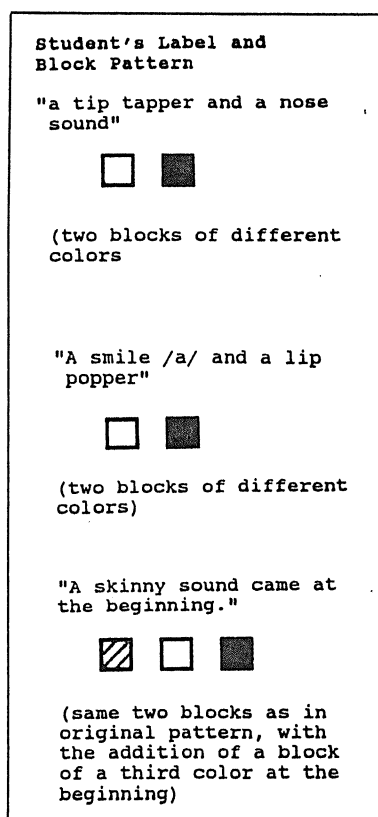 Student's Label and
Block Pattern
"a tip tapper and a nose
sound"
(two blocks of different
colors
"A smile /a/ and a lip
popper"
(two blocks of different
colors)
"A skinny sound came at
the beginning."
(same two blocks as in
original pattern, with
the addition of a block
of a third color at the
beginning)